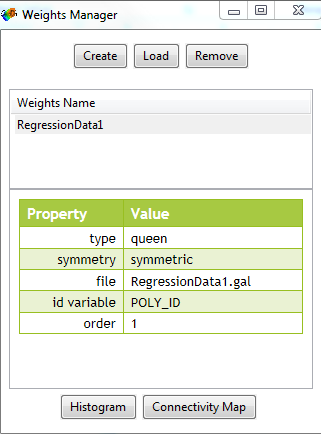 Weights Manager
Create Load Remove
Weights Name
RegressionData1
Property Value
type queen
symmetry symmetric
file RegressionData1.gal
id variable POLY_ID
order 1
Histogram Connectivity Map